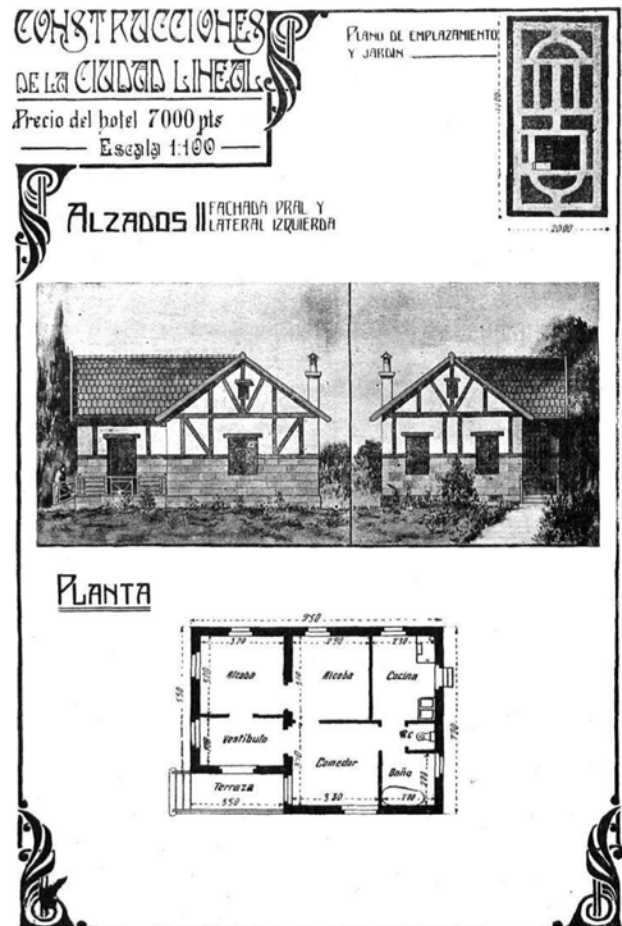 CONSTRUCCIONES
DE LA CIUDAD LINEAL
Precio del hotel 7000 pts
Escala 1:100
PLANO DE EMPLAZAMIENTO
Y JARDIN
2000
ALZADOS
FACHADA PRAL Y
LATERAL IZQUIERDA
PLANTA
950
Alcoba
Alcoba
Cocina
Vestíbulo
Comedor
WC
Baño
Terraza
550
330
200